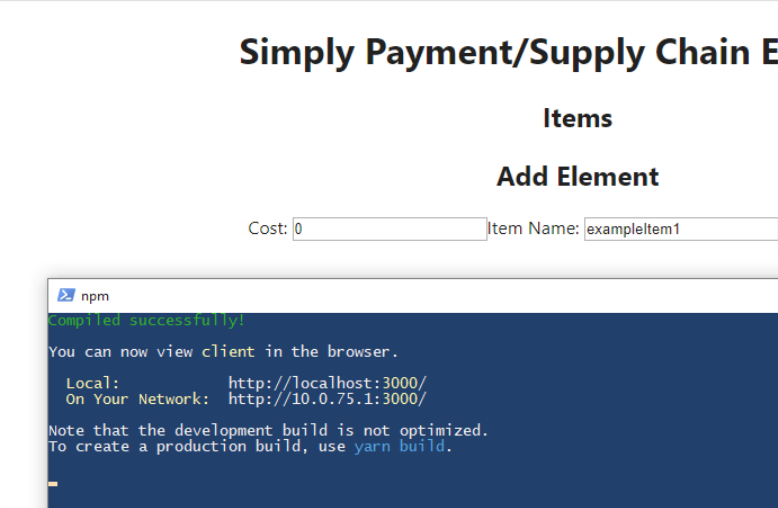 Simply Payment/Supply Chain E
Items
Add Element
Cost: 0 Item Name: exampleItem1
npm
Compiled successfully!
You can now view client in the browser.
Local: http://localhost:3000/
On Your Network: http://10.0.75.1:3000/
Note that the development build is not optimized.
To create a production build, use yarn build.